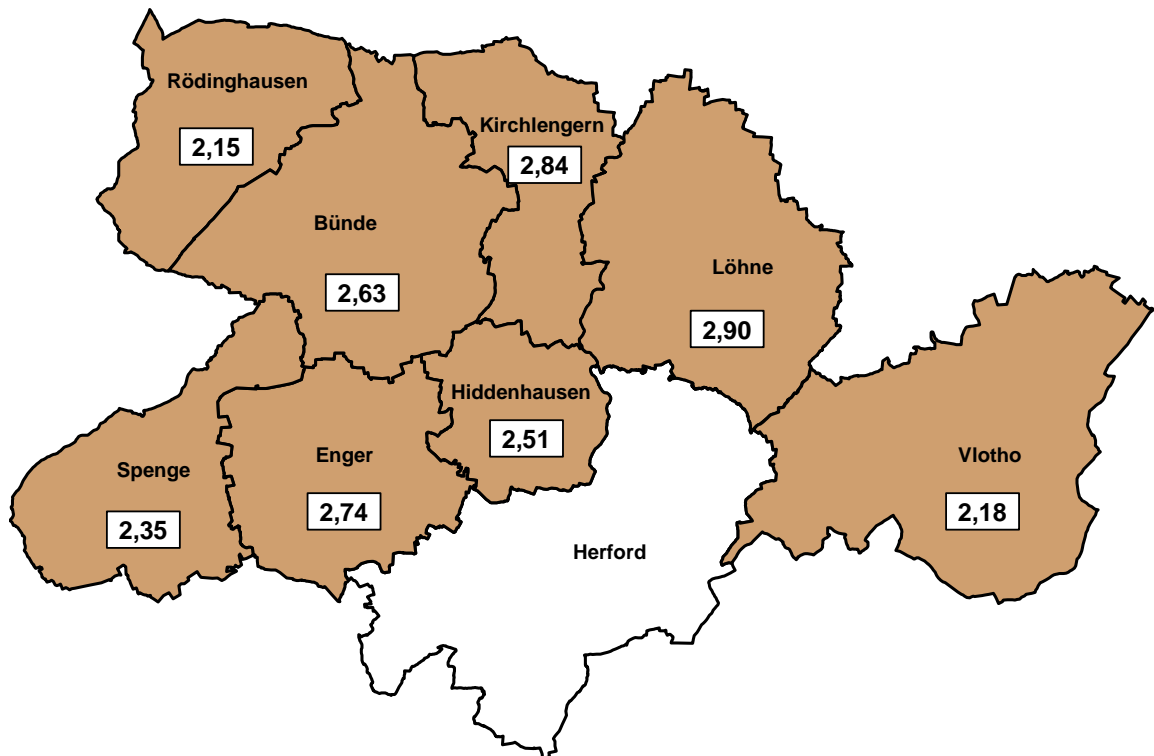 Rödinghausen
2,15
Kirchlengern
2,84
Bünde
2,63
Löhne
2,90
Hiddenhausen
2,51
Spenge
2,35
Enger
2,74
Vlotho
2,18
Herford